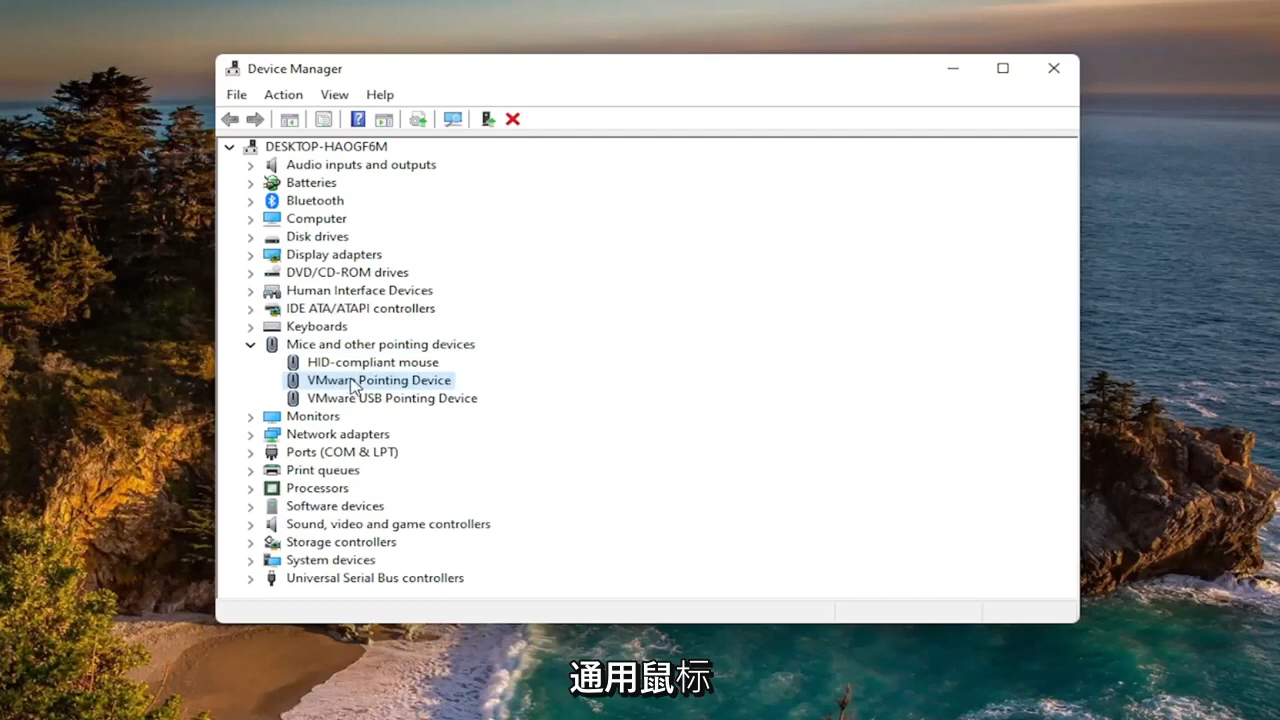 Device Manager
File Action View Help
DESKTOP-HAOGF6M
Audio inputs and outputs
Batteries
Bluetooth
Computer
Disk drives
Display adapters
DVD/CD-ROM drives
Human Interface Devices
IDE ATA/ATAPI controllers
Keyboards
Mice and other pointing devices
HID-compliant mouse
VMware Pointing Device
VMware USB Pointing Device
Monitors
Network adapters
Ports (COM & LPT)
Print queues
Processors
Software devices
Sound, video and game controllers
Storage controllers
System devices
Universal Serial Bus controllers
通用鼠标